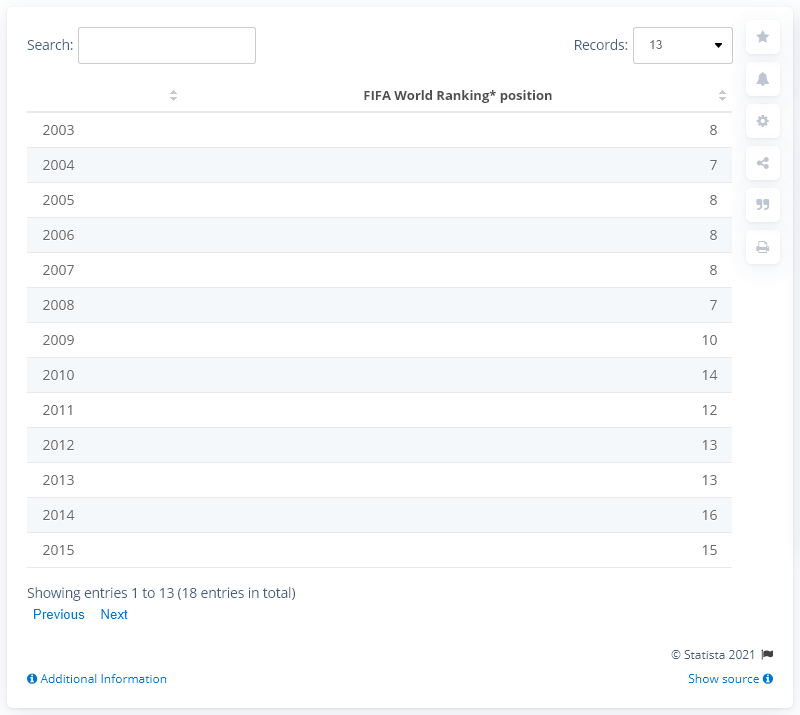 Search:
Records: 13
FIFA World Ranking* position
2003 8
2004 7
2005 8
2006 8
2007 8
2008 7
2009 10
2010 14
2011 12
2012 13
2013 13
2014 16
2015 15
Showing entries 1 to 13 (18 entries in total)
Previous Next
© Statista 2021
Additional Information Show source